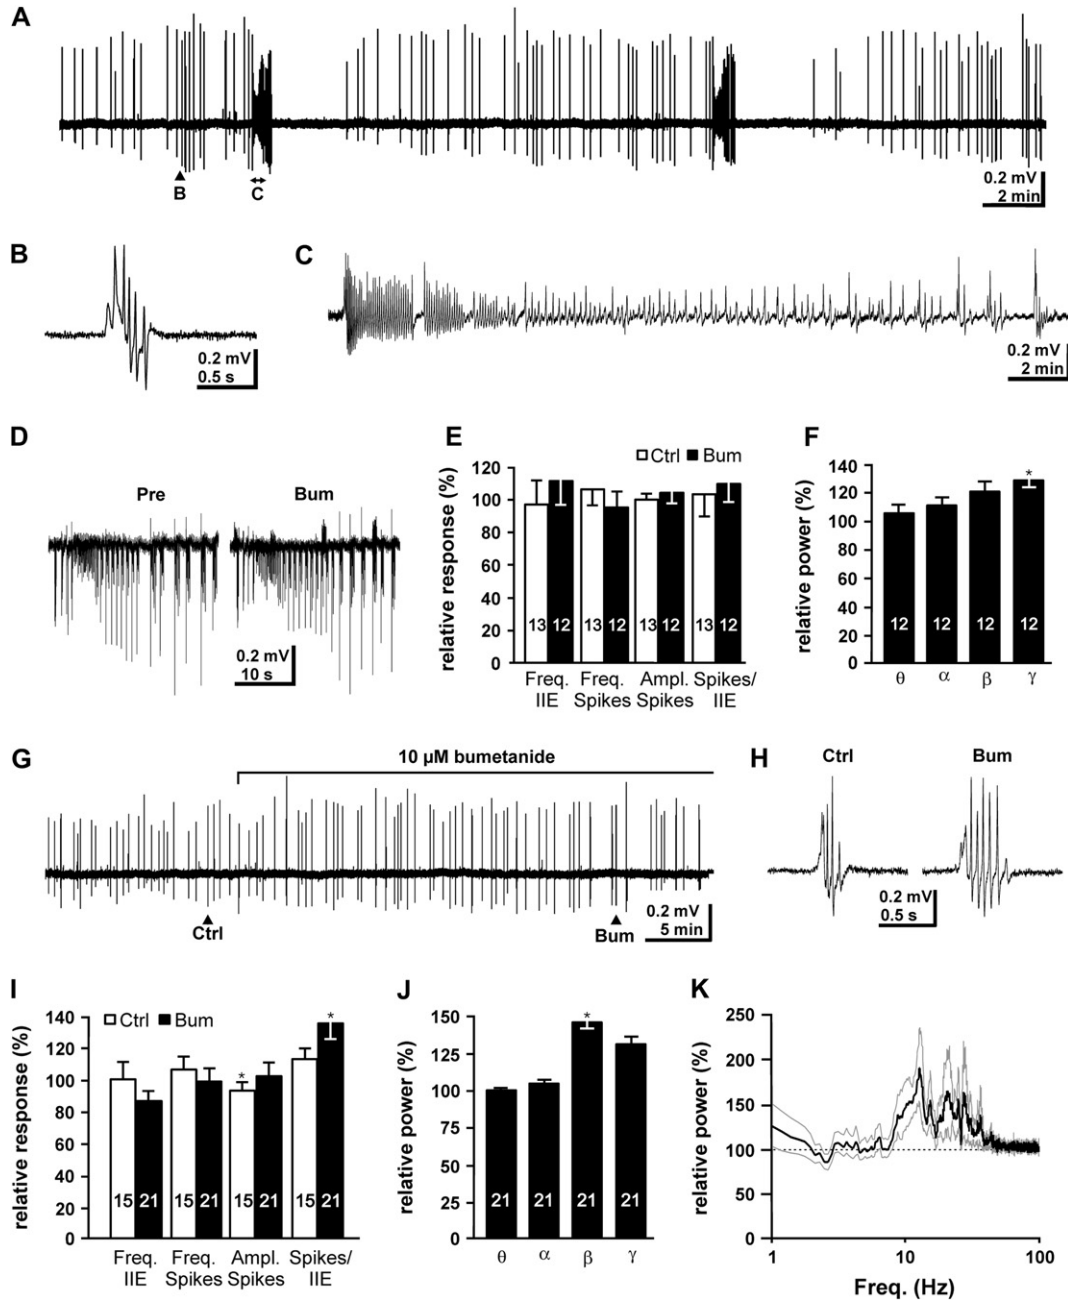 A
B
C
0.2 mV
2 min
B
0.2 mV
0.5 s
C
0.2 mV
2 min
D
Pre
Bum
0.2 mV
10 s
E
relative response (%)
Ctrl Bum
120
100
80
60
40
20
0
13 12 13 12 13 12 13 12
Freq. Freq. Ampl. Spikes/
IIE Spikes Spikes IIE
F
relative power (%)
140
120
100
80
60
120
20
0
*
12 12 12 12
θ α β γ
G
10 µM bumetanide
Ctrl
Bum
0.2 mV
5 min
H
Ctrl
Bum
0.2 mV
0.5 s
I
relative response (%)
Ctrl Bum
140
120
100
80
60
40
20
0
* *
15 21 15 21 15 21 15 21
Freq. Freq. Ampl. Spikes/
IIE Spikes Spikes IIE
J
relative power (%)
150
125
100
75
50
25
0
*
21 21 21 21
θ α β γ
K
relative power (%)
250
200
150
100
50
0
1 10 100
Freq. (Hz)